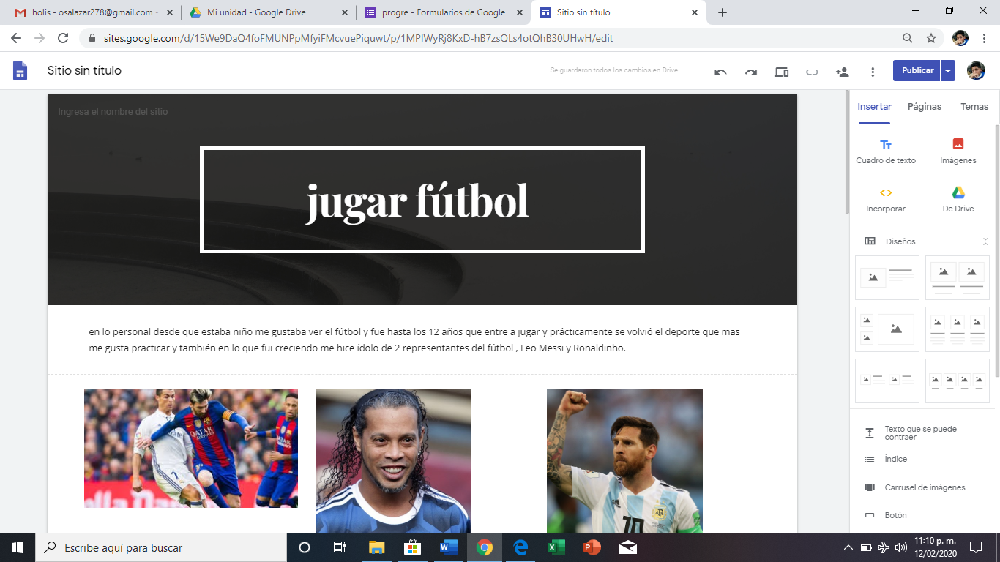 holis - osalazar278@gmail.com -
Mi unidad - Google Drive
progre - Formularios de Google
Sitio sin título
sites.google.com/d/15We9DaQ4foFMUNPpMfyiFMcvuePiquwt/p/1MPIWyRj8KxD-hB7zsQLs4otQhB30UHwH/edit
Sitio sin título
Se guardaron todos los cambios en Drive.
Publicar
Ingresa el nombre del sitio
jugar fútbol
en lo personal desde que estaba niño me gustaba ver el fútbol y fue hasta los 12 años que entre a jugar y prácticamente se volvió el deporte que mas
me gusta practicar y también en lo que fui creciendo me hice ídolo de 2 representantes del fútbol , Leo Messi y Ronaldinho.
QATAR
AIRWAYS
7
QATAR
AFA
10
Insertar
Páginas
Temas
Cuadro de texto
Imágenes
Incorporar
De Drive
Diseños
Texto que se puede
contraer
Índice
Carrusel de imágenes
Botón
Escribe aquí para buscar
11:10 p. m.
12/02/2020